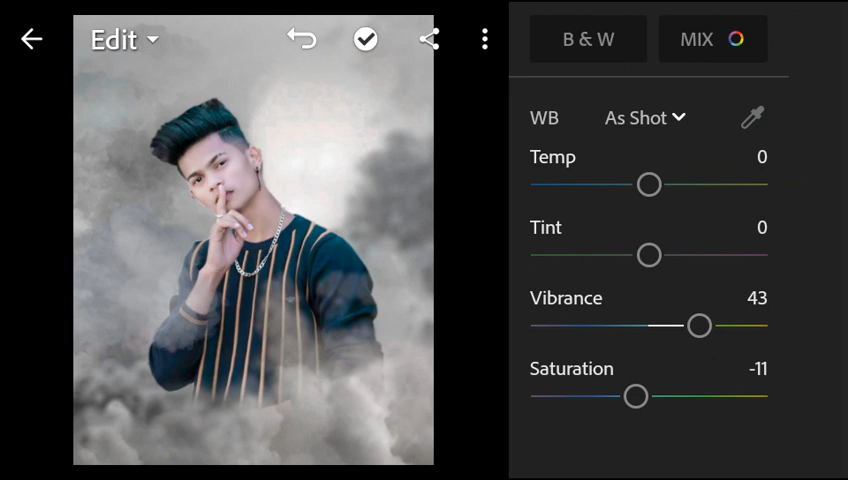 Edit
B & W
MIX
WB
As Shot
Temp
0
Tint
0
Vibrance
43
Saturation
-11